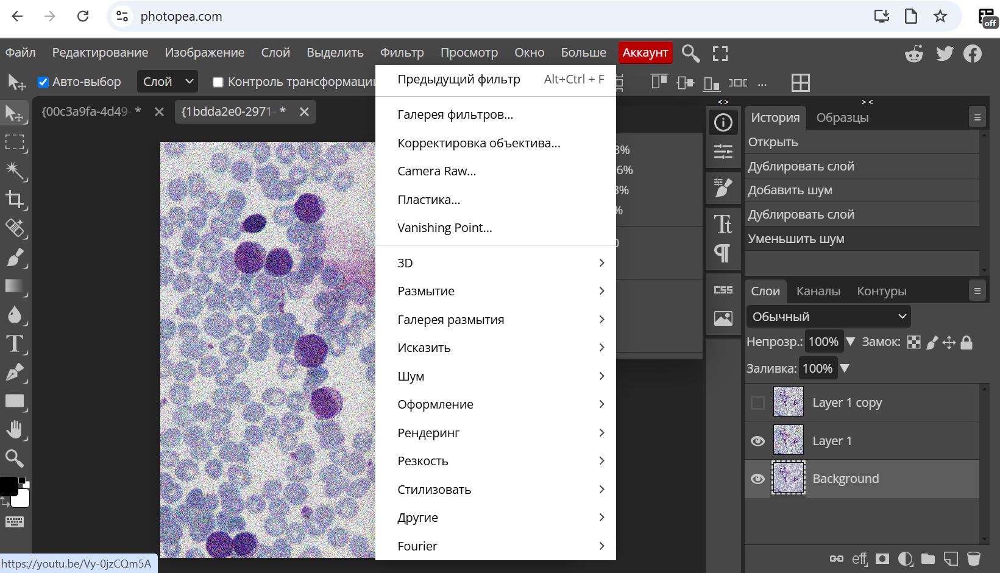 photopea.com
off
Файл Редактирование Изображение Слой Выделить Фильтр Просмотр Окно Больше Аккаунт
Авто-выбор Слой Контроль трансформации
{00c3a9fa-4d49- * {1bdda2e0-2971- *
Предыдущий фильтр Alt+Ctrl + F
Галерея фильтров...
Корректировка объектива...
Camera Raw...
Пластика...
Vanishing Point...
3D
Размытие
Галерея размытия
Исказить
Шум
Оформление
Рендеринг
Резкость
Стилизовать
Другие
Fourier
3%
6%
3%
%
CSS
История Образцы
Открыть
Дублировать слой
Добавить шум
Дублировать слой
Уменьшить шум
Слои Каналы Контуры
Обычный
Непрозр.: 100% Замок:
Заливка: 100%
Layer 1 copy
Layer 1
Background
eff
https://youtu.be/Vy-0jzCQm5A